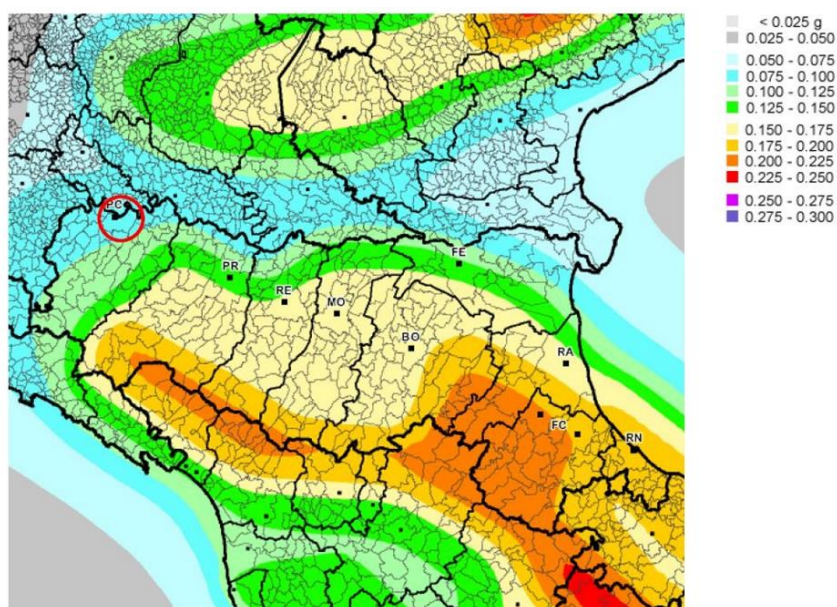 < 0.025 g
0.025 - 0.050
0.050 - 0.075
0.075 - 0.100
0.100 - 0.125
0.125 - 0.150
0.150 - 0.175
0.175 - 0.200
0.200 - 0.225
0.225 - 0.250
0.250 - 0.275
0.275 - 0.300
PC
FE
PR
RE
MO
BO
RA
FC
RN